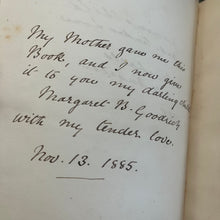 My Mother gave me this
Book, and I now give
it to you my darling
Margaret B. Goodrich
with my tender love.
Nov. 13. 1885.